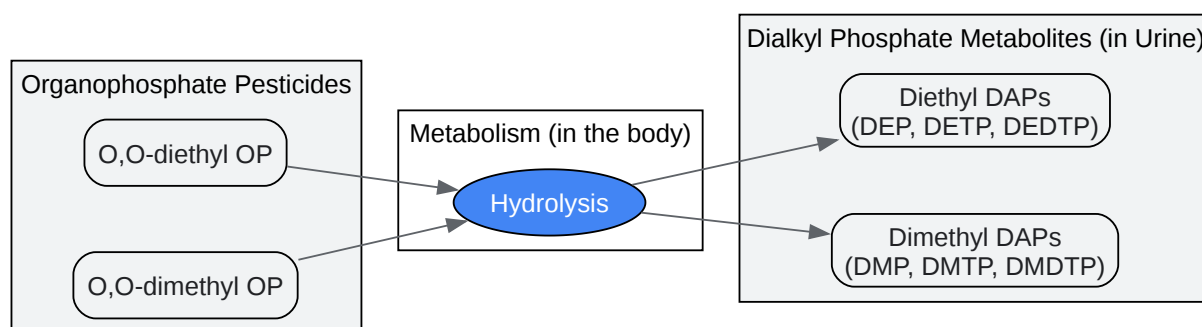 Organophosphate Pesticides
O,O-diethyl OP
O,O-dimethyl OP
Metabolism (in the body)
Hydrolysis
Dialkyl Phosphate Metabolites (in Urine)
Diethyl DAPs
(DEP, DETP, DEDTP)
Dimethyl DAPs
(DMP, DMTP, DMDTP)